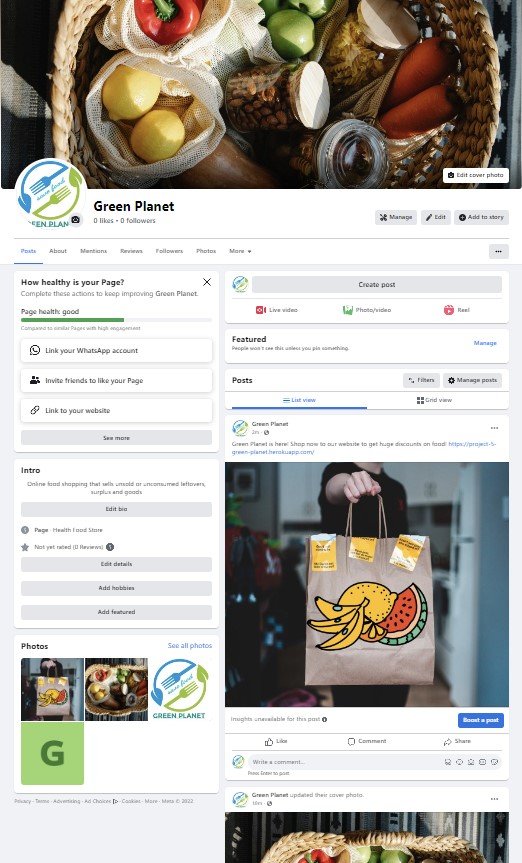 Edit cover photo
save food
GREEN PLANET
Green Planet
0 likes • 0 followers
Manage
Edit
Add to story
Posts
About
Mentions
Reviews
Followers
Photos
More
How healthy is your Page?
Complete these actions to keep improving Green Planet.
Page health: good
Compared to similar Pages with high engagement.
Link your WhatsApp account
Invite friends to like your Page
Link to your website
See more
Intro
Online food shopping that sells unsold or unconsumed leftovers,
surplus and goods
Edit bio
Page · Health Food Store
Not yet rated (0 Reviews)
Edit details
Add hobbies
Add featured
Photos
See all photos
save food
GREEN PLANET
G
Privacy · Terms · Advertising · Ad Choices · Cookies · More · Meta © 2022
Create post
Live video
Photo/video
Reel
Featured
People won't see this unless you pin something.
Manage
Posts
Filters
Manage posts
List view
Grid view
Green Planet
2m ·
Green Planet is here! Shop now to our website to get huge discounts on food! https://project-5-
green-planet.herokuapp.com/
Insights unavailable for this post
Boost a post
Like
Comment
Share
Write a comment...
Press Enter to post
Green Planet updated their cover photo.
10m ·